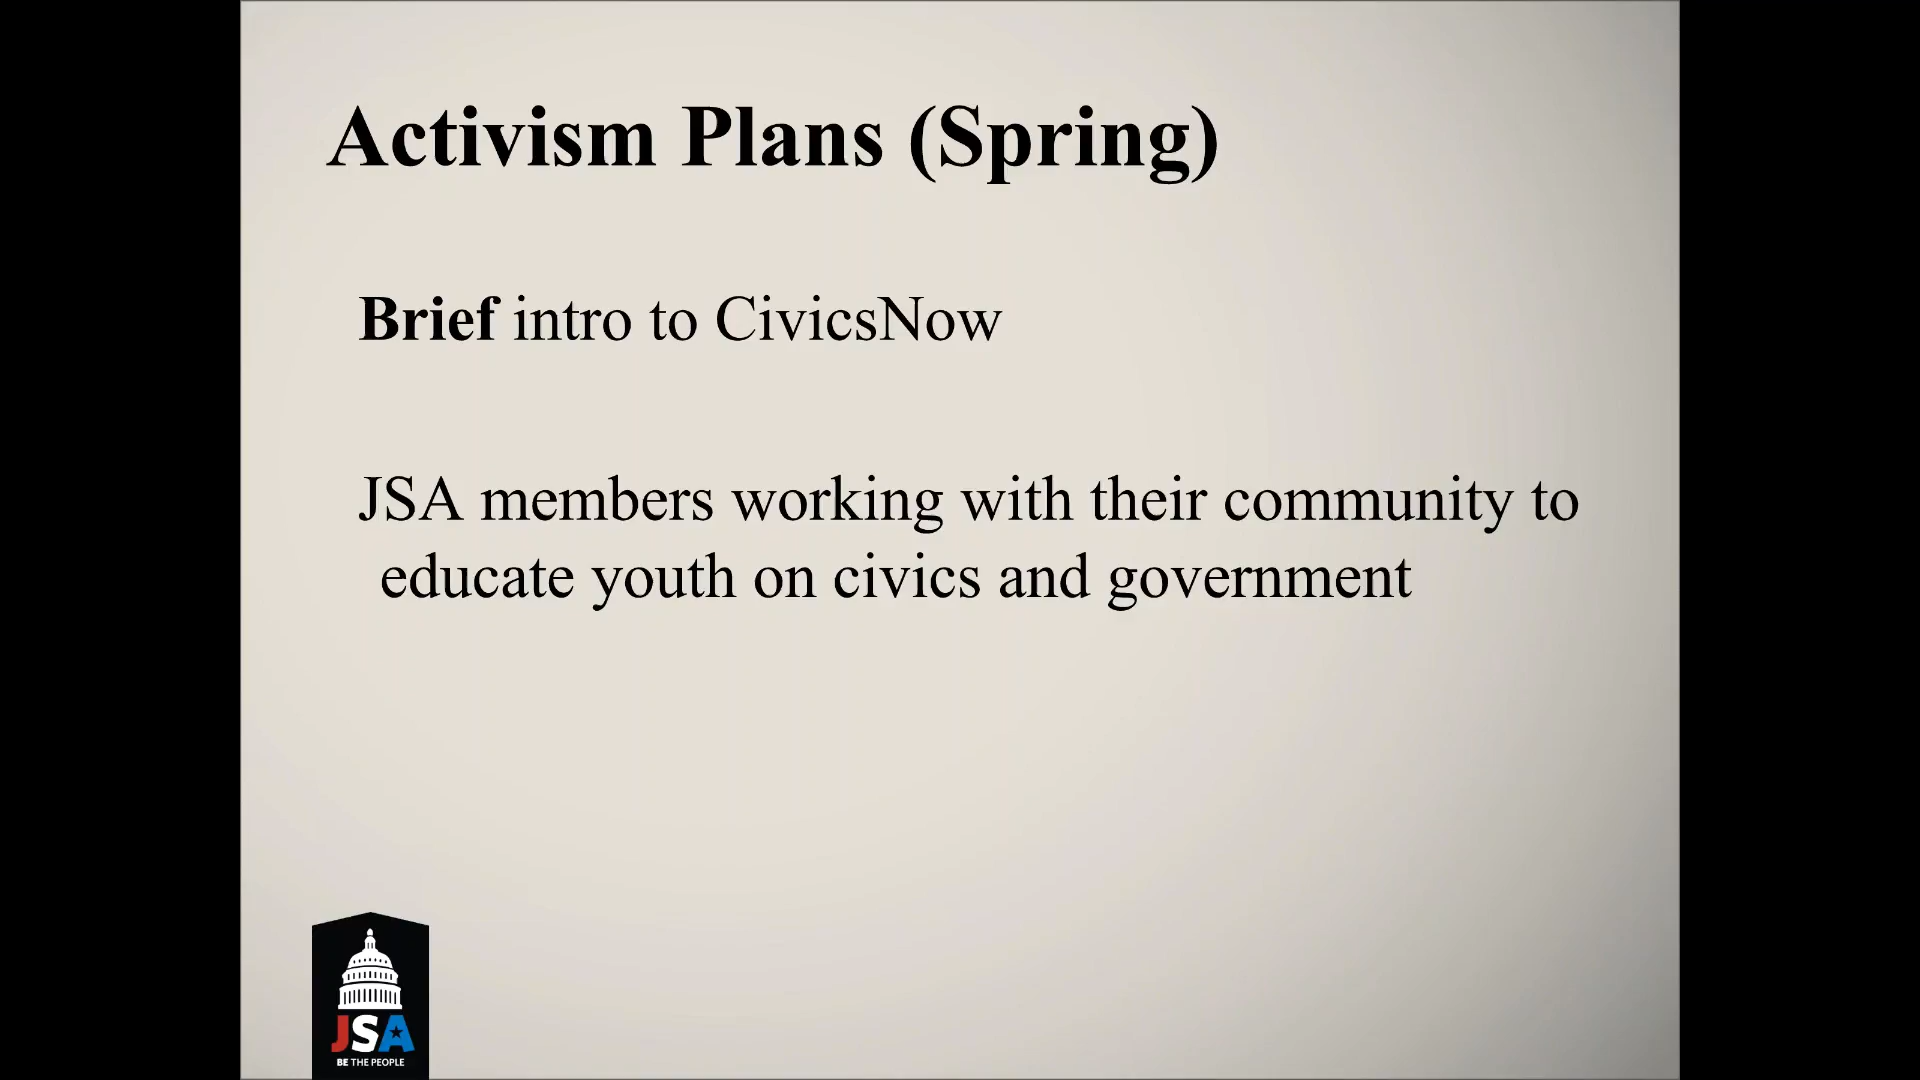 Activism Plans (Spring)
Brief intro to CivicsNow
JSA members working with their community to
educate youth on civics and government
JSA
BE THE PEOPLE